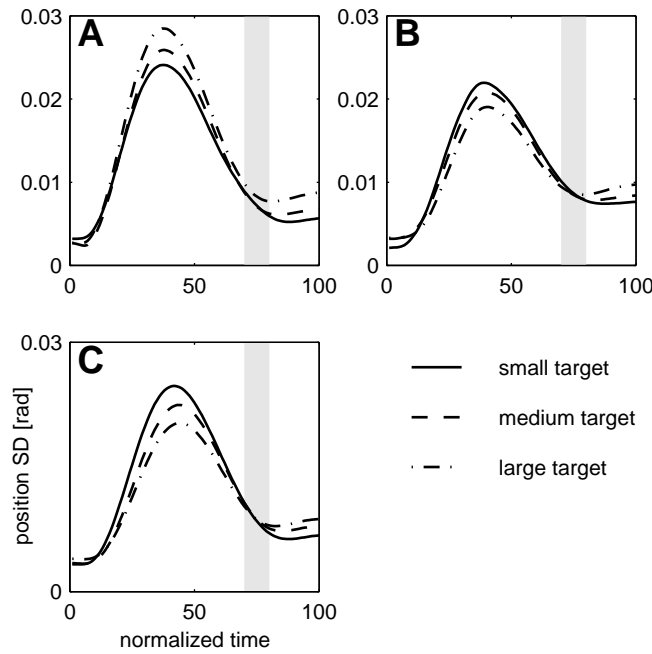 A
0.03
0.02
0.01
0
0
50
100
B
0.03
0.02
0.01
0
0
50
100
C
0.03
position SD [rad]
0
0
50
100
normalized time
small target
medium target
large target